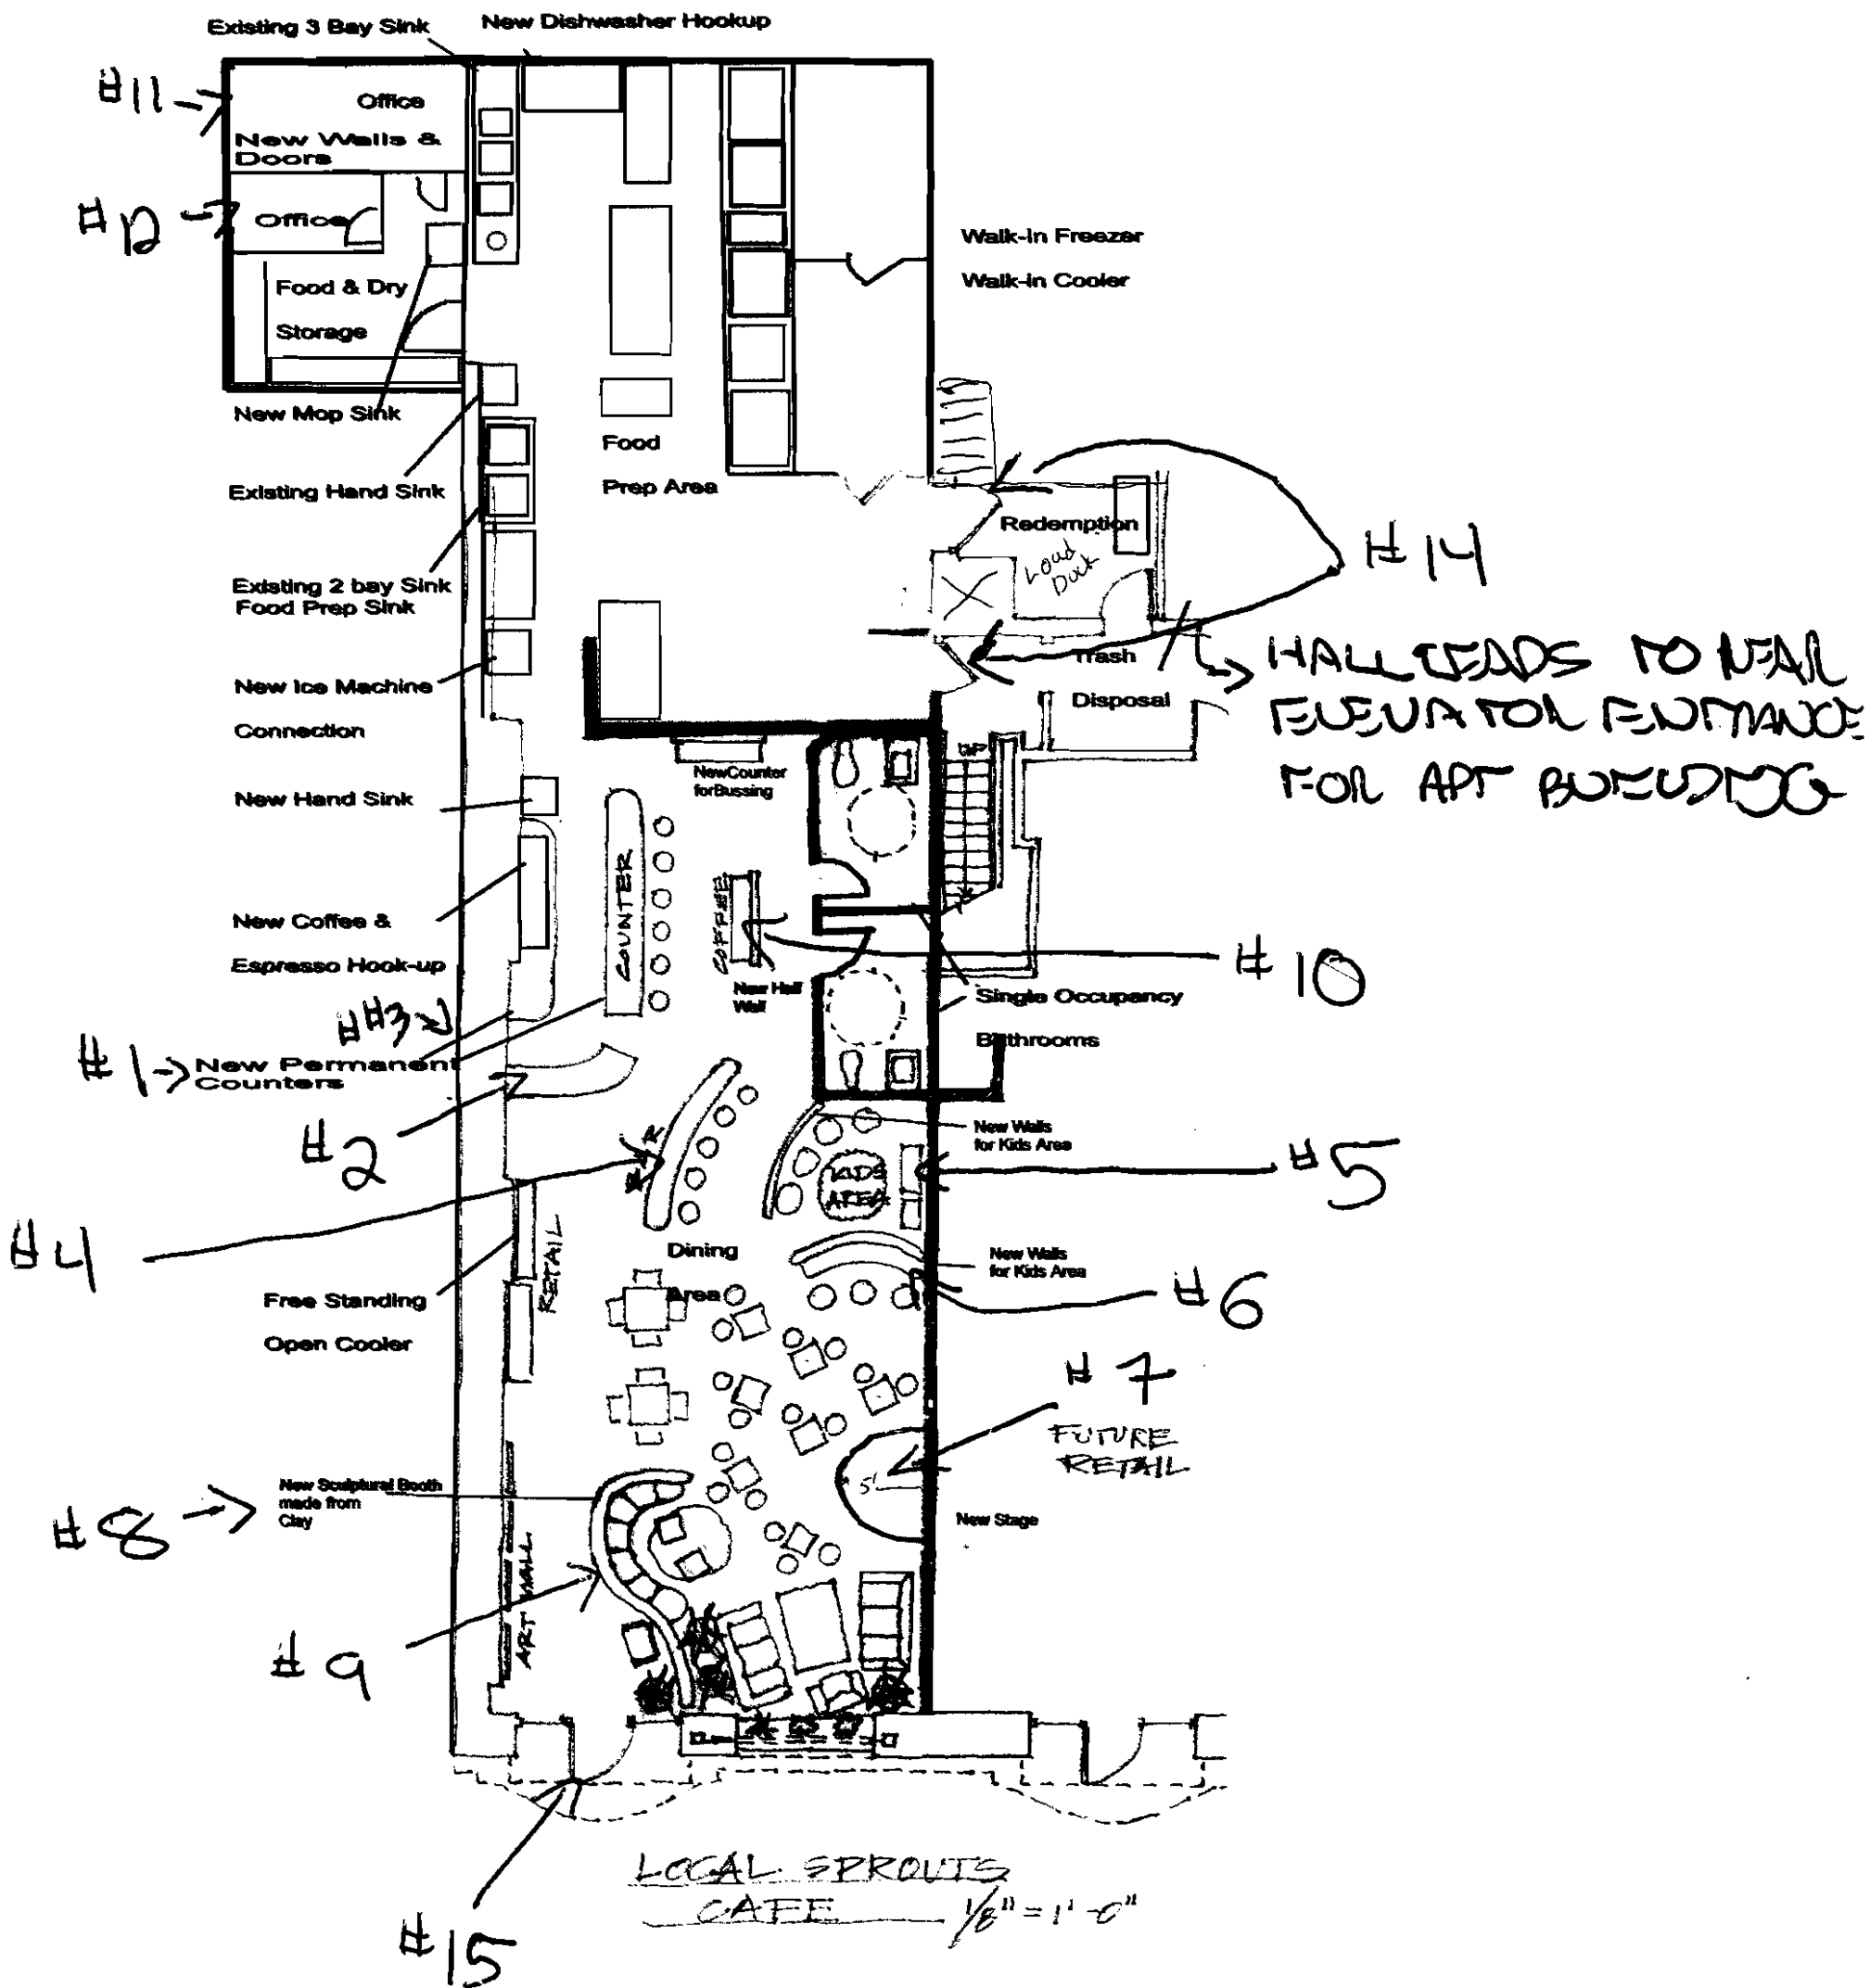 Existing 3 Bay Sink
New Dishwasher Hookup
#11
Office
New Walls &
Doors
#12
Office
Food & Dry
Storage
Walk-in Freezer
Walk-in Cooler
New Mop Sink
Food
Prep Area
Existing Hand Sink
Redemption
Load
Dock
#14
Existing 2 bay Sink
Food Prep Sink
Trash
Disposal
HALL LEADS TO NEAR
ELEVATOR ENTRANCE
FOR APT BUILDING
New Ice Machine
Connection
UP
New Counter
for Bussing
New Hand Sink
COUNTER
COFFEE
New Coffee &
Espresso Hook-up
New Half
Wall
#10
Single Occupancy
Bathrooms
##3
#1
New Permanent
Counters
#2
New Walls
for Kids Area
#5
BAR
KIDS
AREA
#4
RETAIL
Dining
Area
New Walls
for Kids Area
#6
Free Standing
Open Cooler
#7
FUTURE
RETAIL
5'
New Stage
#8
New Sculptural Booth
made from
Clay
ART WALL
#9
LOCAL SPROUTS
CAFE
1/8" = 1'-0"
#15